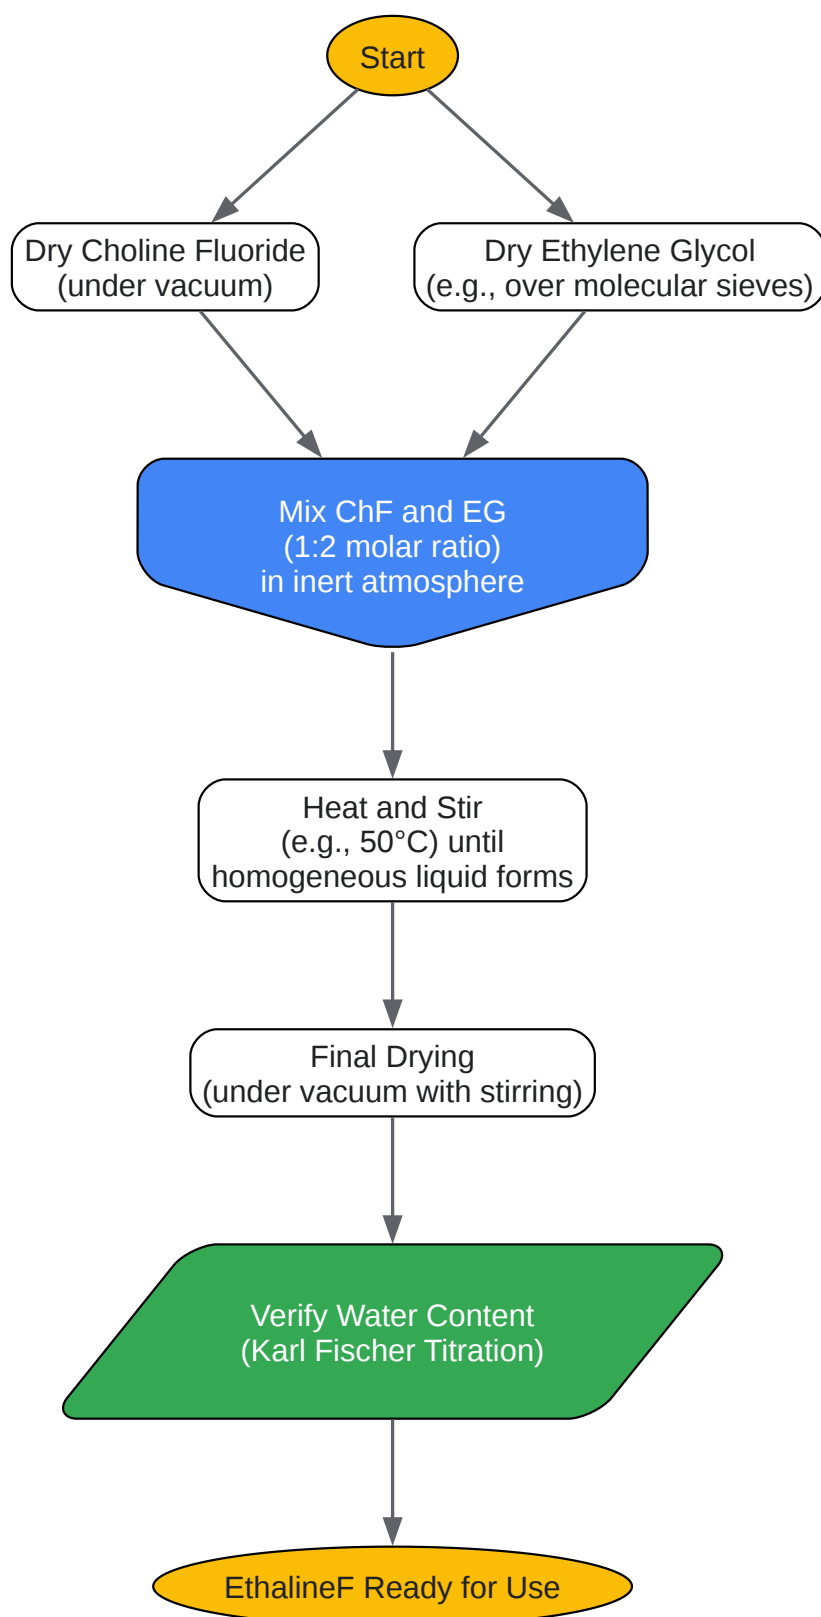 Start
Dry Choline Fluoride
(under vacuum)
Dry Ethylene Glycol
(e.g., over molecular sieves)
Mix ChF and EG
(1:2 molar ratio)
in inert atmosphere
Heat and Stir
(e.g., 50°C) until
homogeneous liquid forms
Final Drying
(under vacuum with stirring)
Verify Water Content
(Karl Fischer Titration)
EthalineF Ready for Use